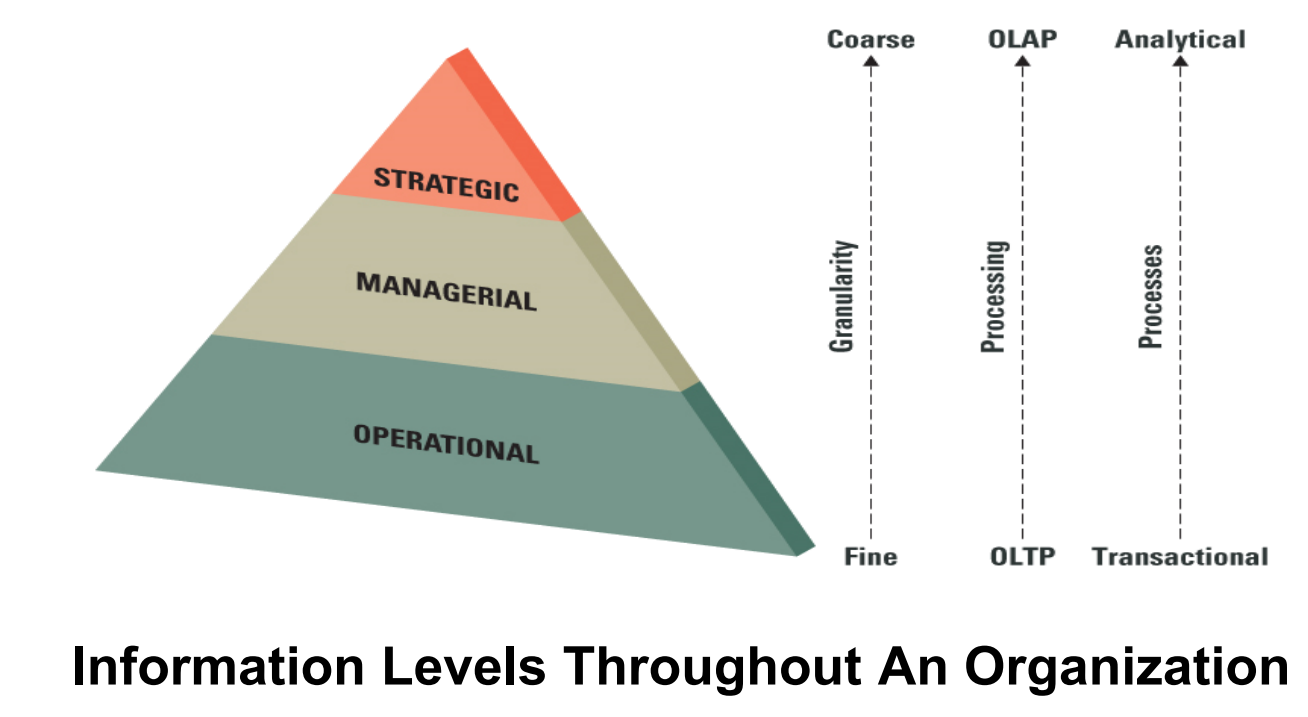 Coarse OLAP Analytical
STRATEGIC
MANAGERIAL
OPERATIONAL
Granularity
Processing
Processes
Fine OLTP Transactional
Information Levels Throughout An Organization